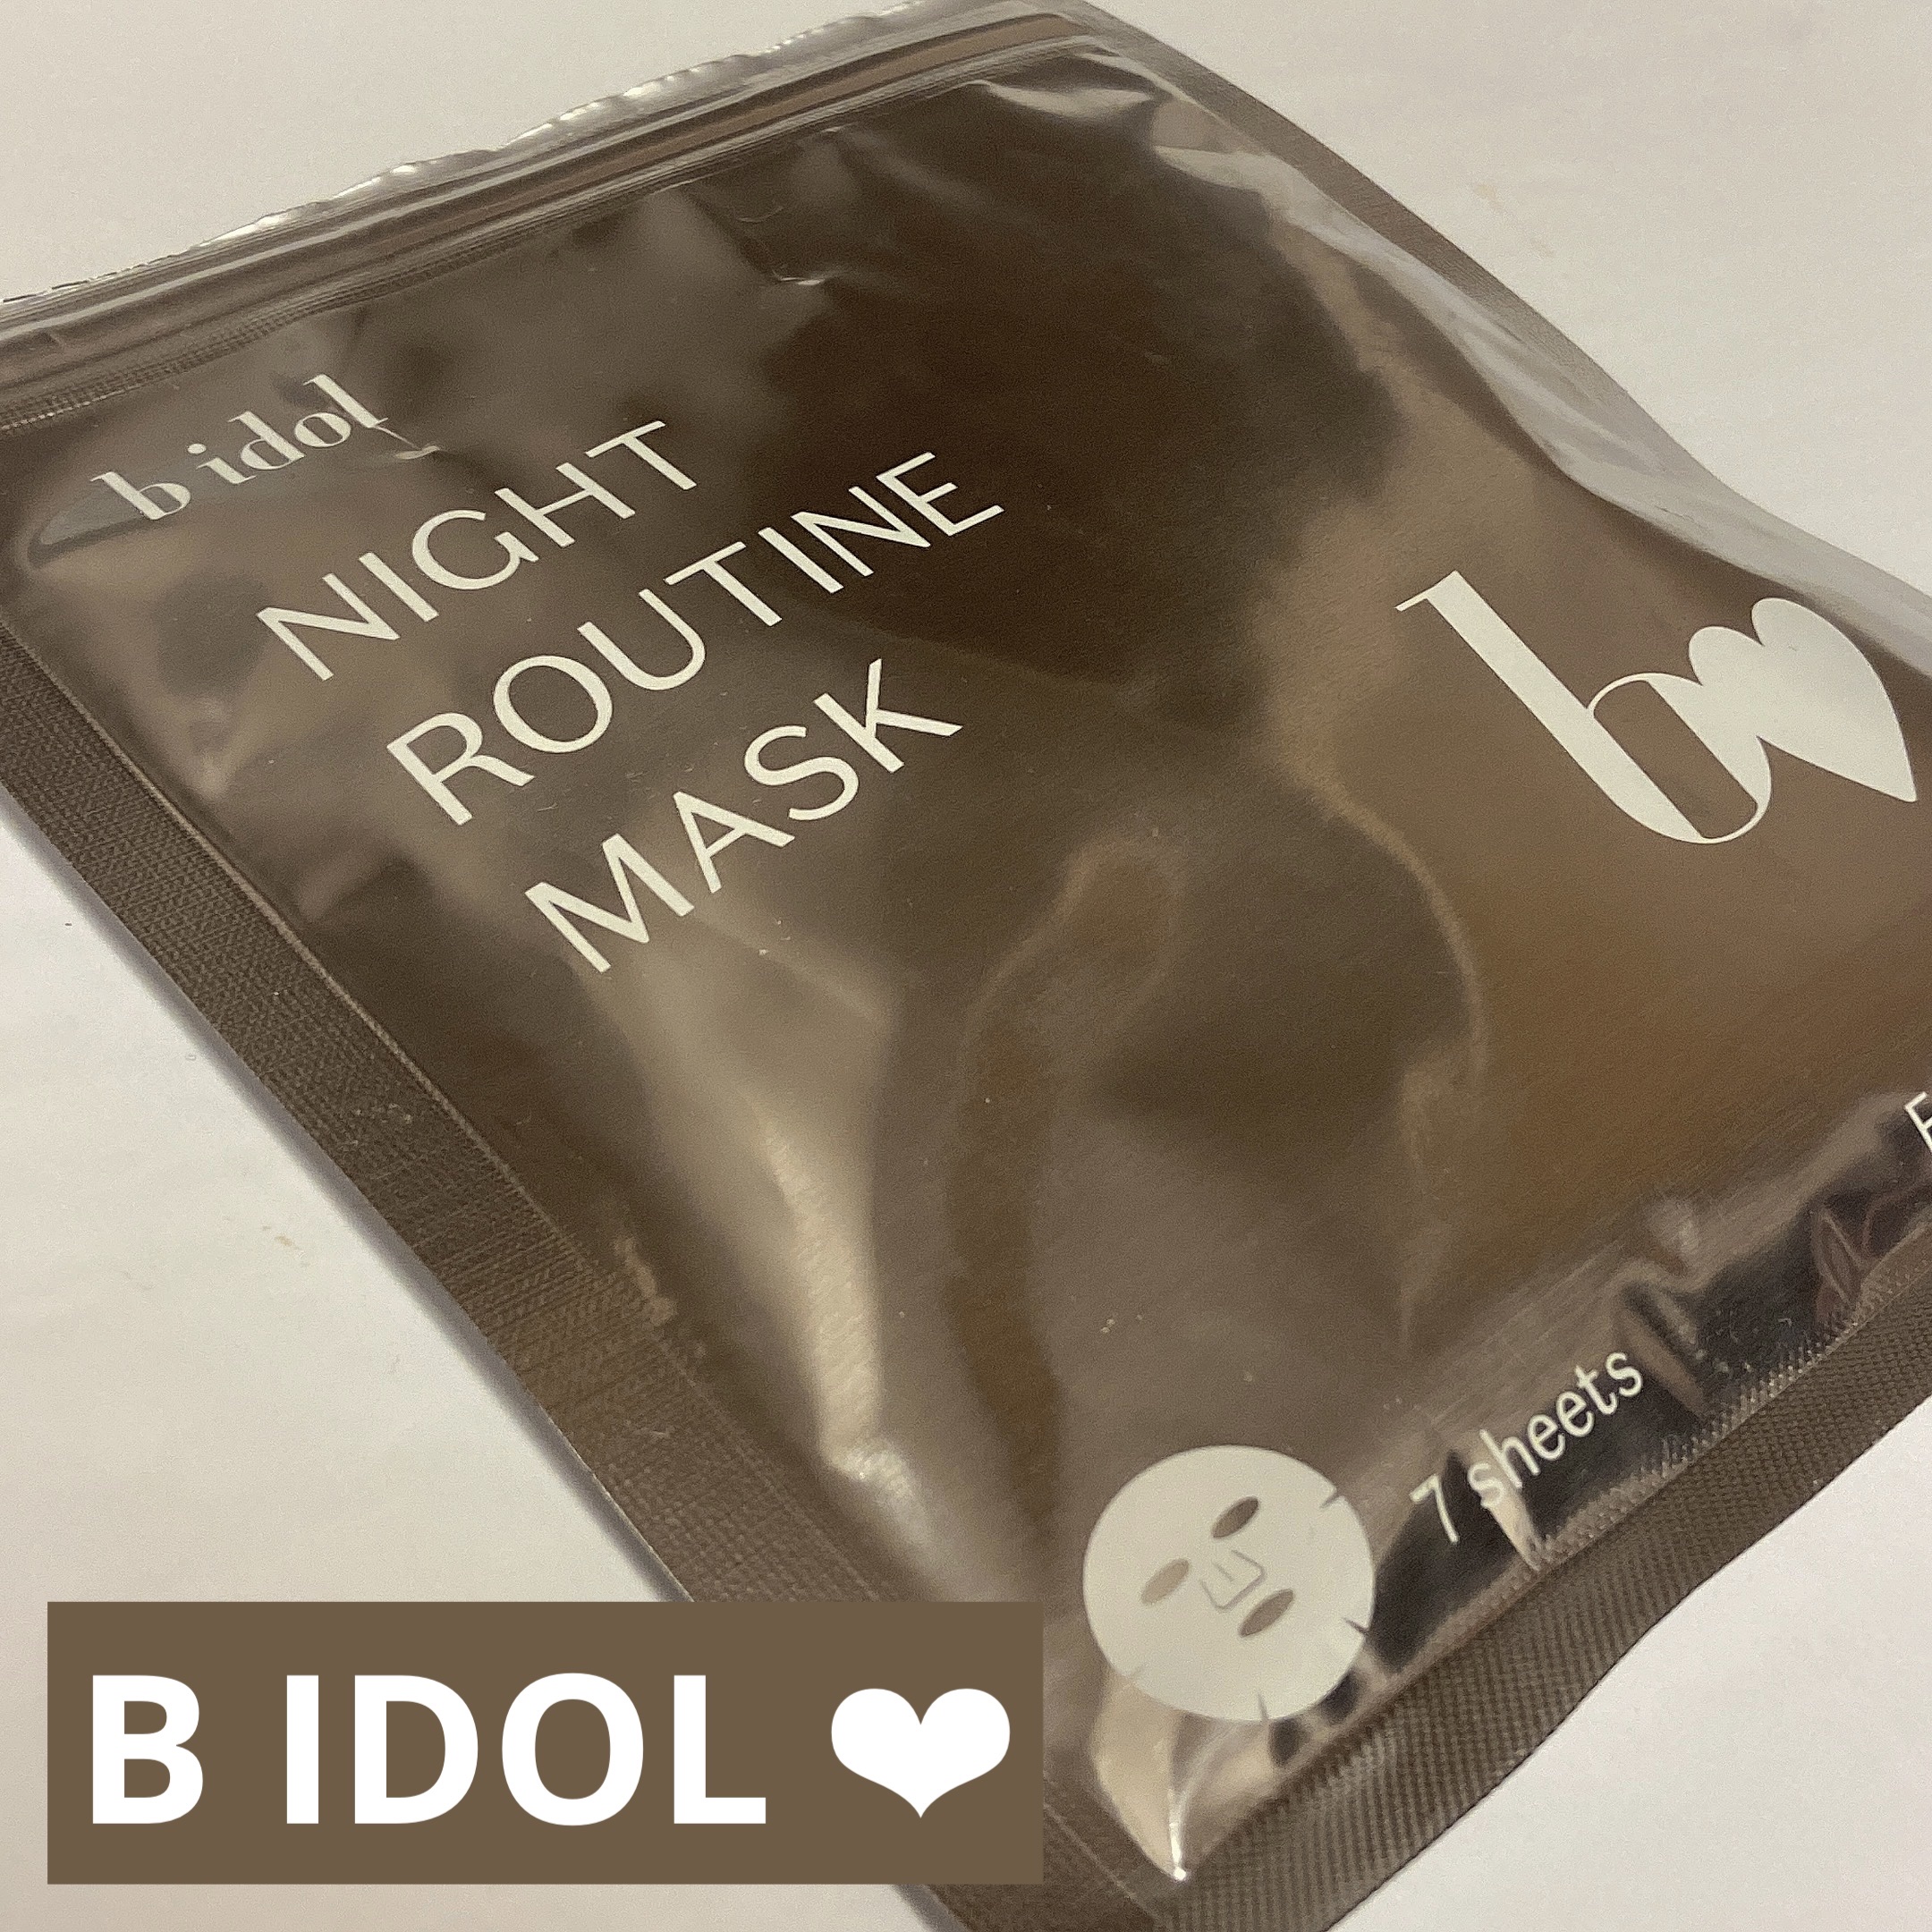 b idol
NIGHT
ROUTINE
MASK
b
7 sheets
B IDOL ❤